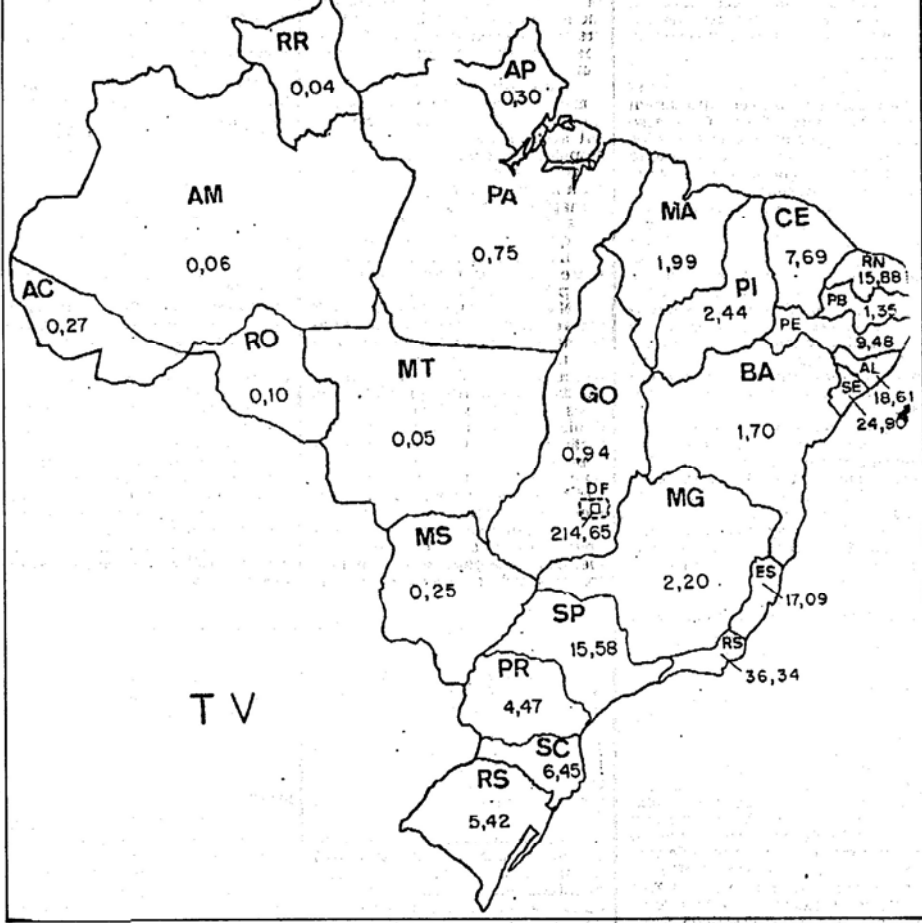 RR
0,04
AP
0,30
AM
0,06
PA
0,75
MA
1,99
CE
7,69
RN
15,88
AC
0,27
PI
2,44
PB
1,35
PE
9,48
RO
0,10
MT
0,05
GO
0,94
BA
1,70
AL
18,61
SE
24,90
DF
214,65
MG
2,20
MS
0,25
ES
17,09
SP
15,58
RS
36,34
PR
4,47
TV
SC
6,45
RS
5,42